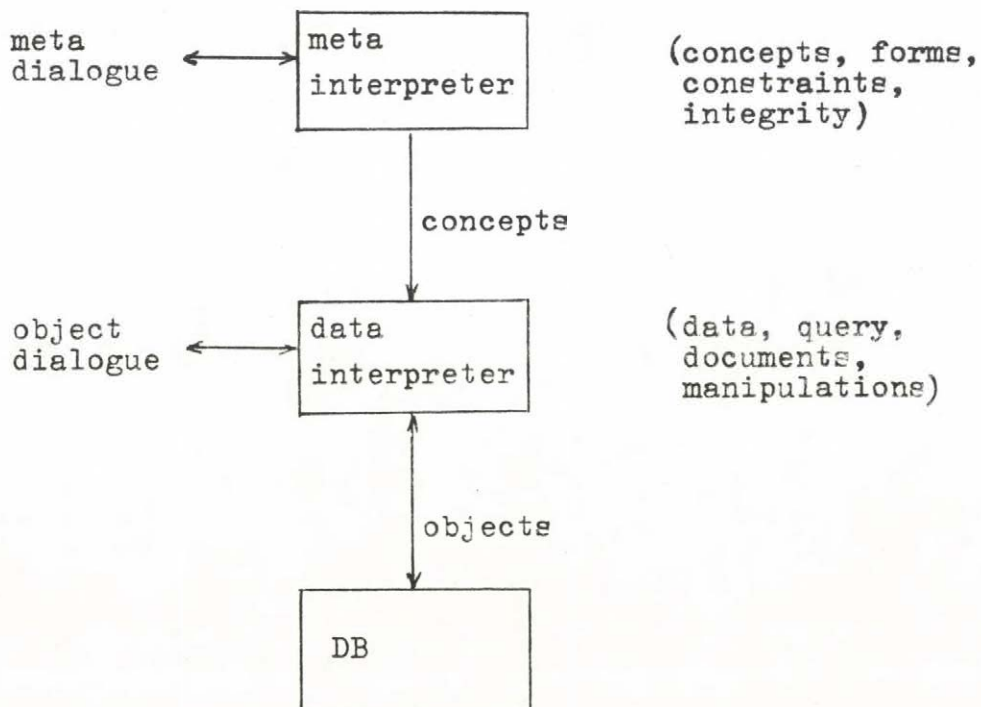 meta
dialogue
meta
interpreter
(concepts, forms,
constraints,
integrity)
concepts
object
dialogue
data
interpreter
(data, query,
documents,
manipulations)
objects
DB